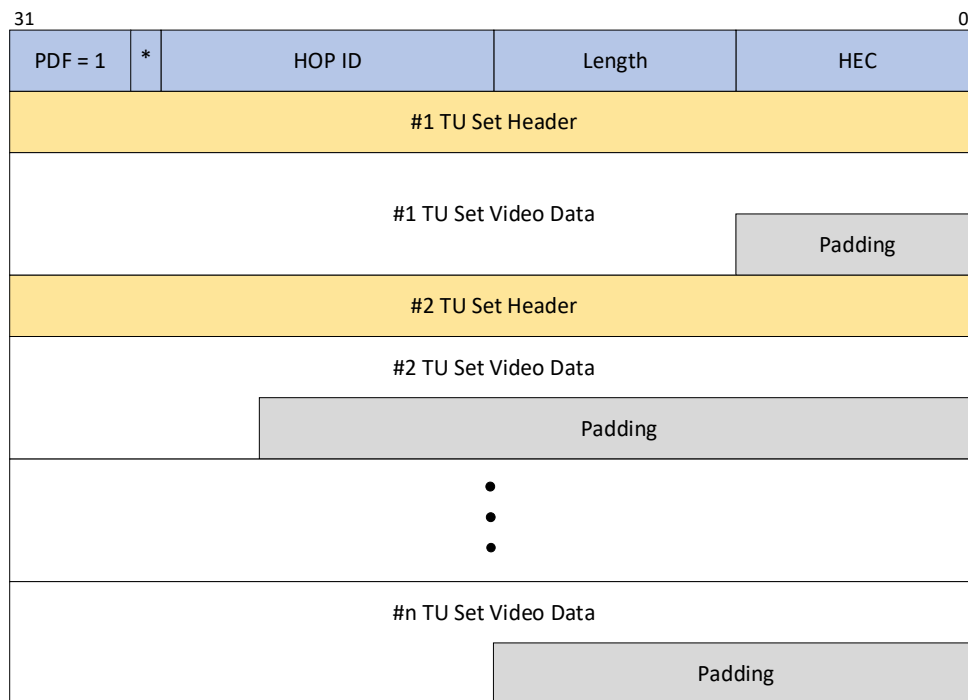 31 0
PDF = 1 * HOP ID Length HEC
#1 TU Set Header
#1 TU Set Video Data
Padding
#2 TU Set Header
#2 TU Set Video Data
Padding
#n TU Set Video Data
Padding